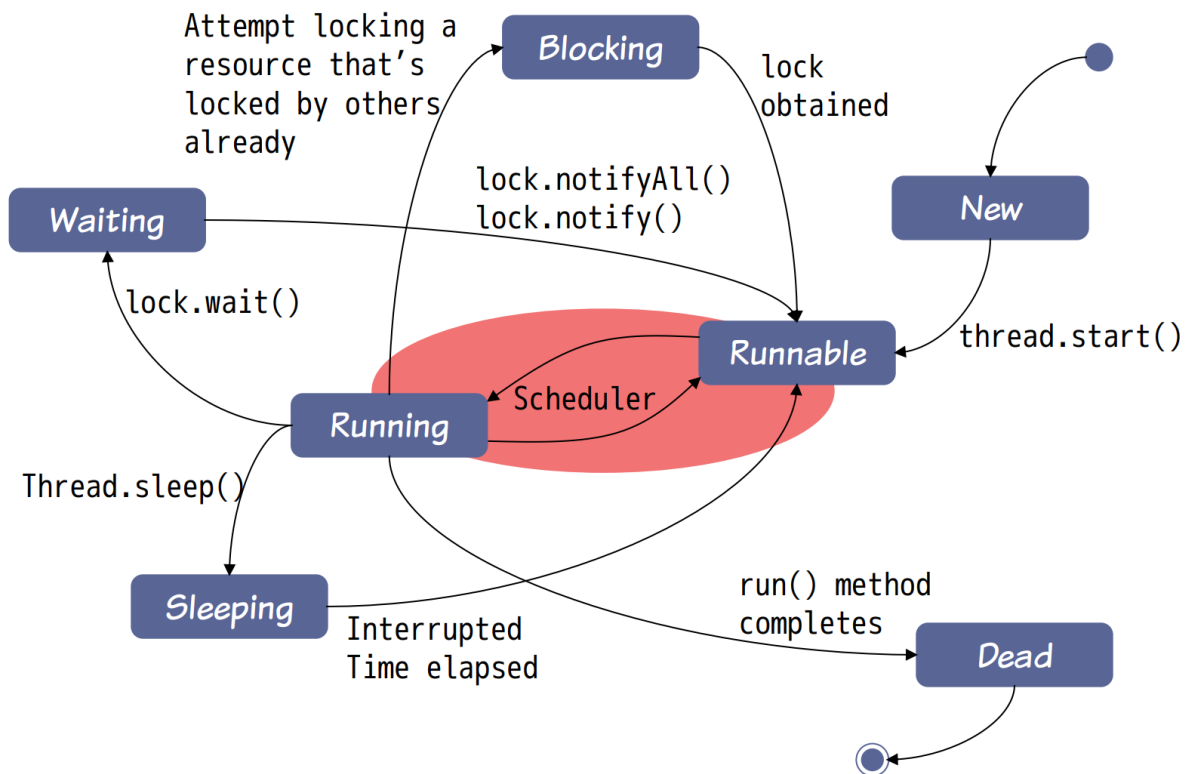 Attempt locking a
resource that's
locked by others
already
Blocking
lock
obtained
lock.notifyAll()
lock.notify()
Waiting
New
lock.wait()
Runnable
thread.start()
Scheduler
Running
Thread.sleep()
Sleeping
Interrupted
Time elapsed
run() method
completes
Dead